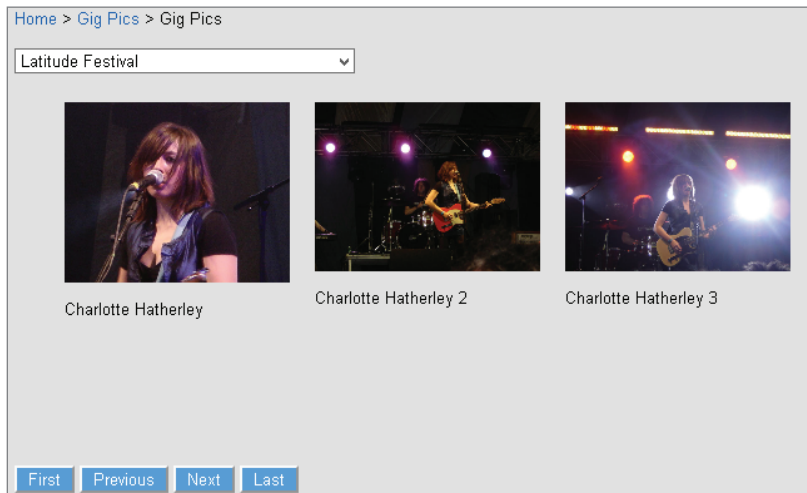 Home > Gig Pics > Gig Pics
Latitude Festival
Charlotte Hatherley
Charlotte Hatherley 2
Charlotte Hatherley 3
First Previous Next Last